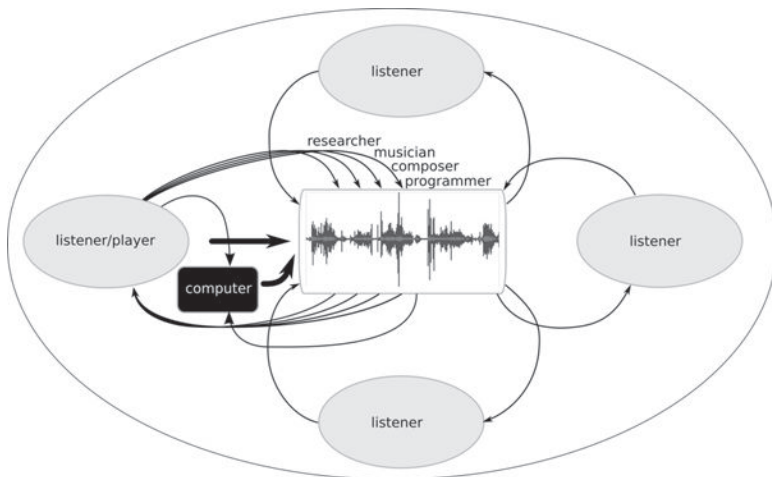 listener
researcher
musician
composer
programmer
listener/player
listener
computer
listener